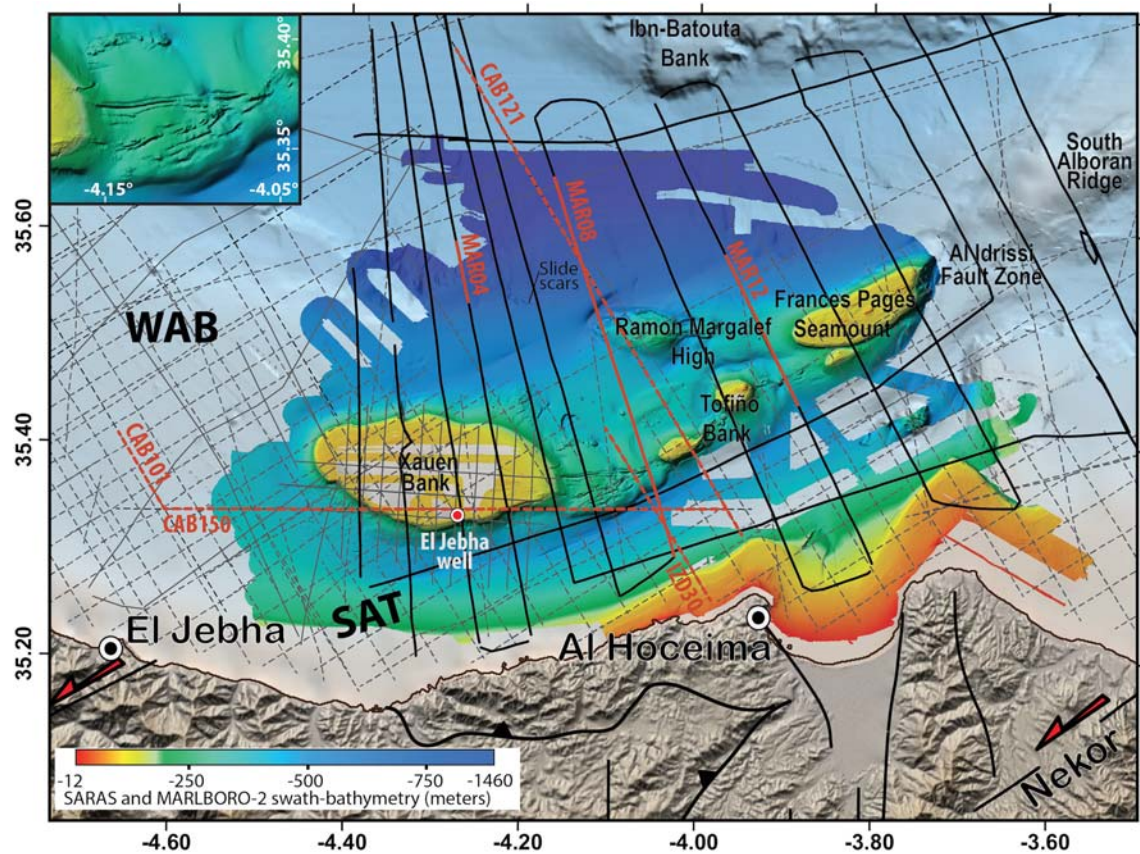 35.40
35.35
-4.15
-4.05
Ibn-Batouta
Bank
CAB121
South
Alboran
Ridge
MAR08
35.60
MAR04
Slide
scars
MAR12
Al Idrissi
Fault Zone
WAB
Frances Pagès
Seamount
Ramon Margalef
High
Tofiño
Bank
35.40
CAB103
Xauen
Bank
CAB150
El Jebha
well
SAT
35.20
El Jebha
Al Hoceima
Nekor
-12
-250
-500
-750
-1460
SARAS and MARLBORO-2 swath-bathymetry (meters)
-4.60
-4.40
-4.20
-4.00
-3.80
-3.60